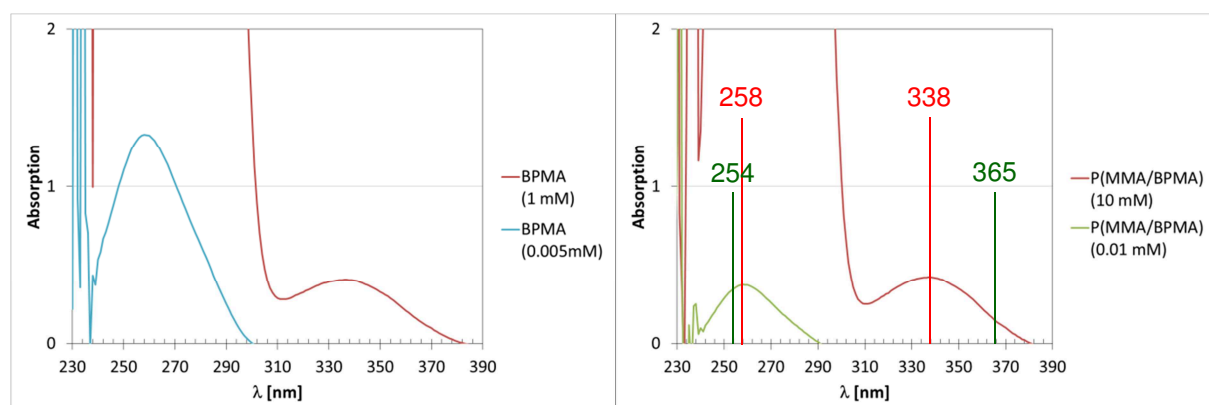 2
1
0
Absorption
230 250 270 290 310 330 350 370 390
λ [nm]
BPMA
(1 mM)
BPMA
(0.005mM)
2
1
0
Absorption
258
338
254
365
230 250 270 290 310 330 350 370 390
λ [nm]
P(MMA/BPMA)
(10 mM)
P(MMA/BPMA)
(0.01 mM)